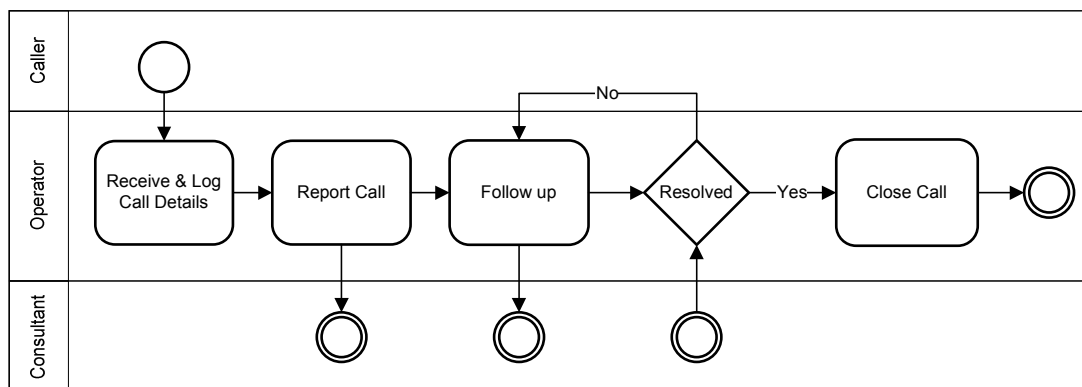 Caller
No
Operator
Receive & Log
Call Details
Report Call
Follow up
Resolved
Yes
Close Call
Consultant